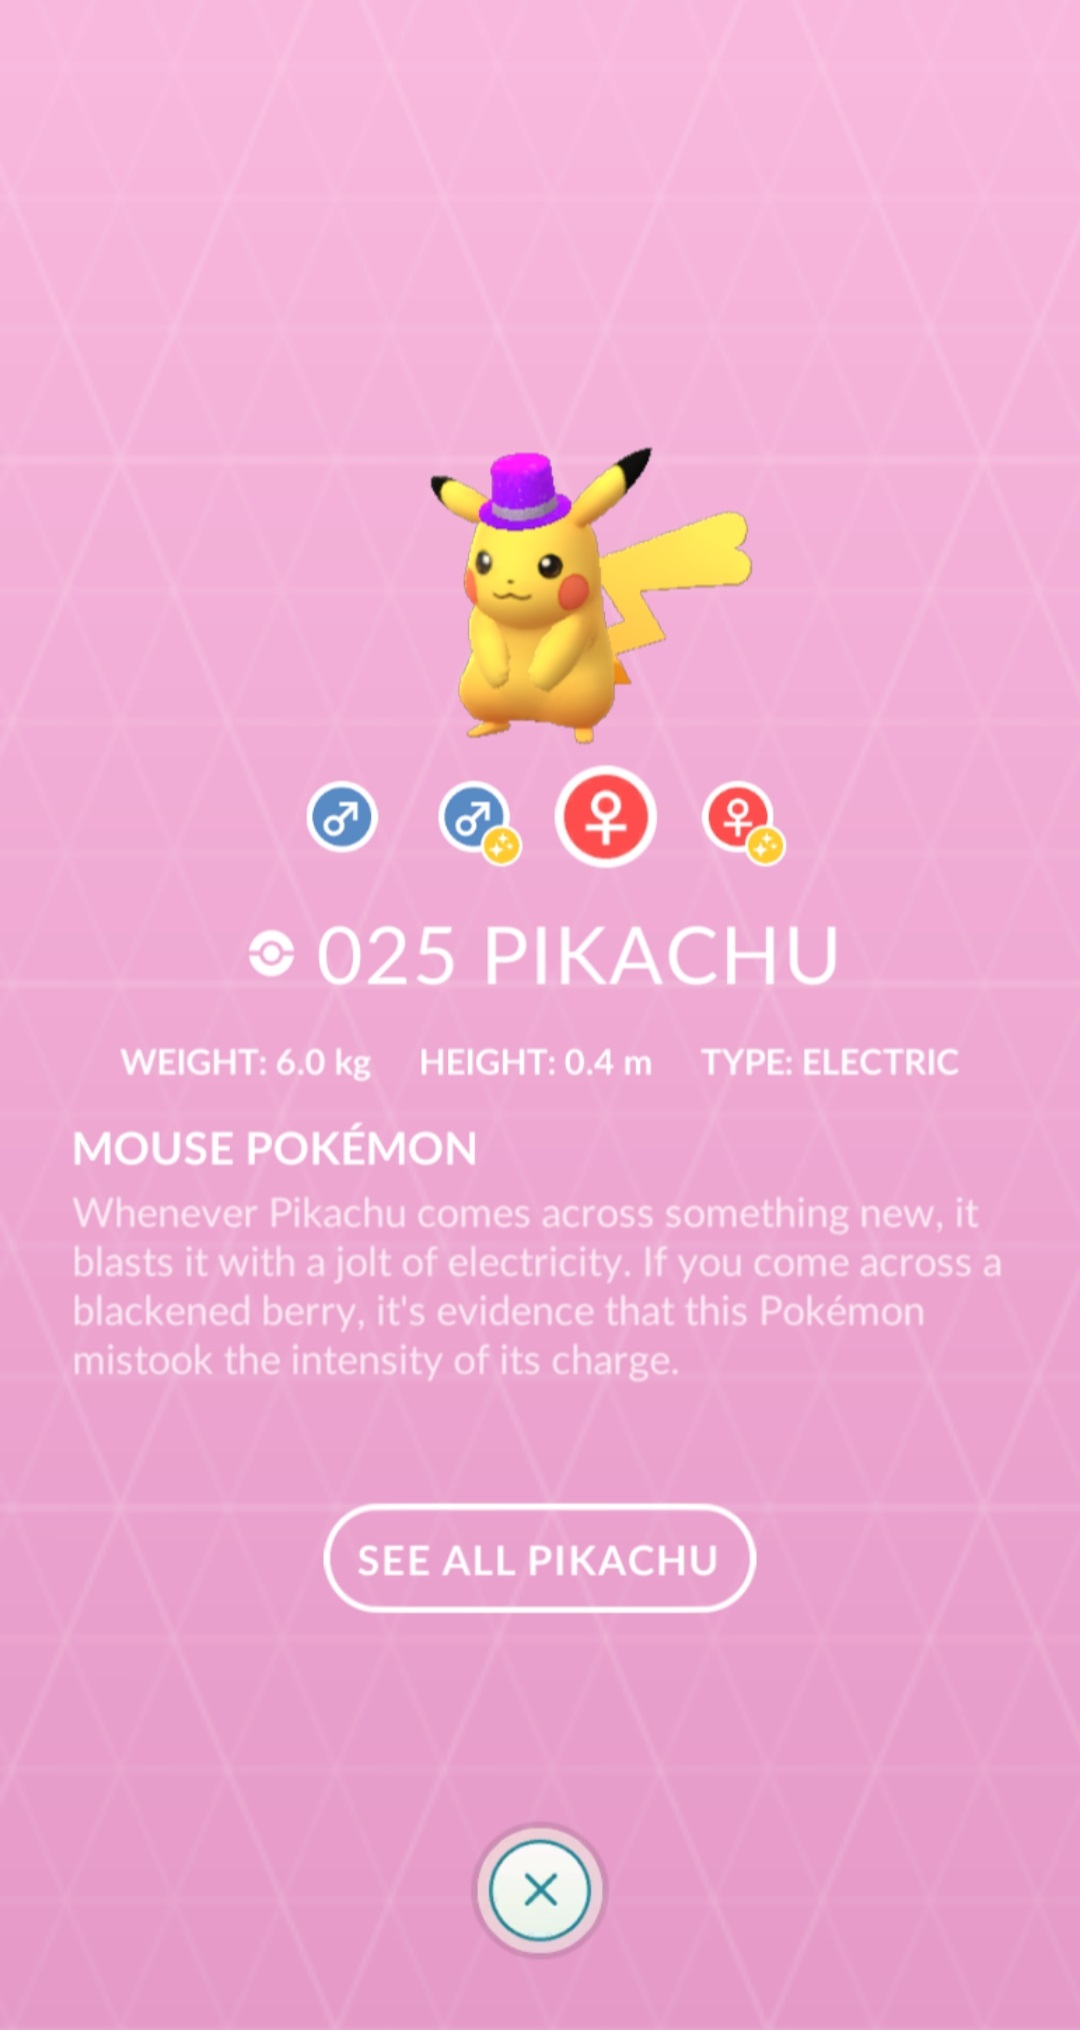 025 PIKACHU
WEIGHT: 6.0 kg HEIGHT: 0.4 m TYPE: ELECTRIC
MOUSE POKÉMON
Whenever Pikachu comes across something new, it
blasts it with a jolt of electricity. If you come across a
blackened berry, it's evidence that this Pokémon
mistook the intensity of its charge.
SEE ALL PIKACHU